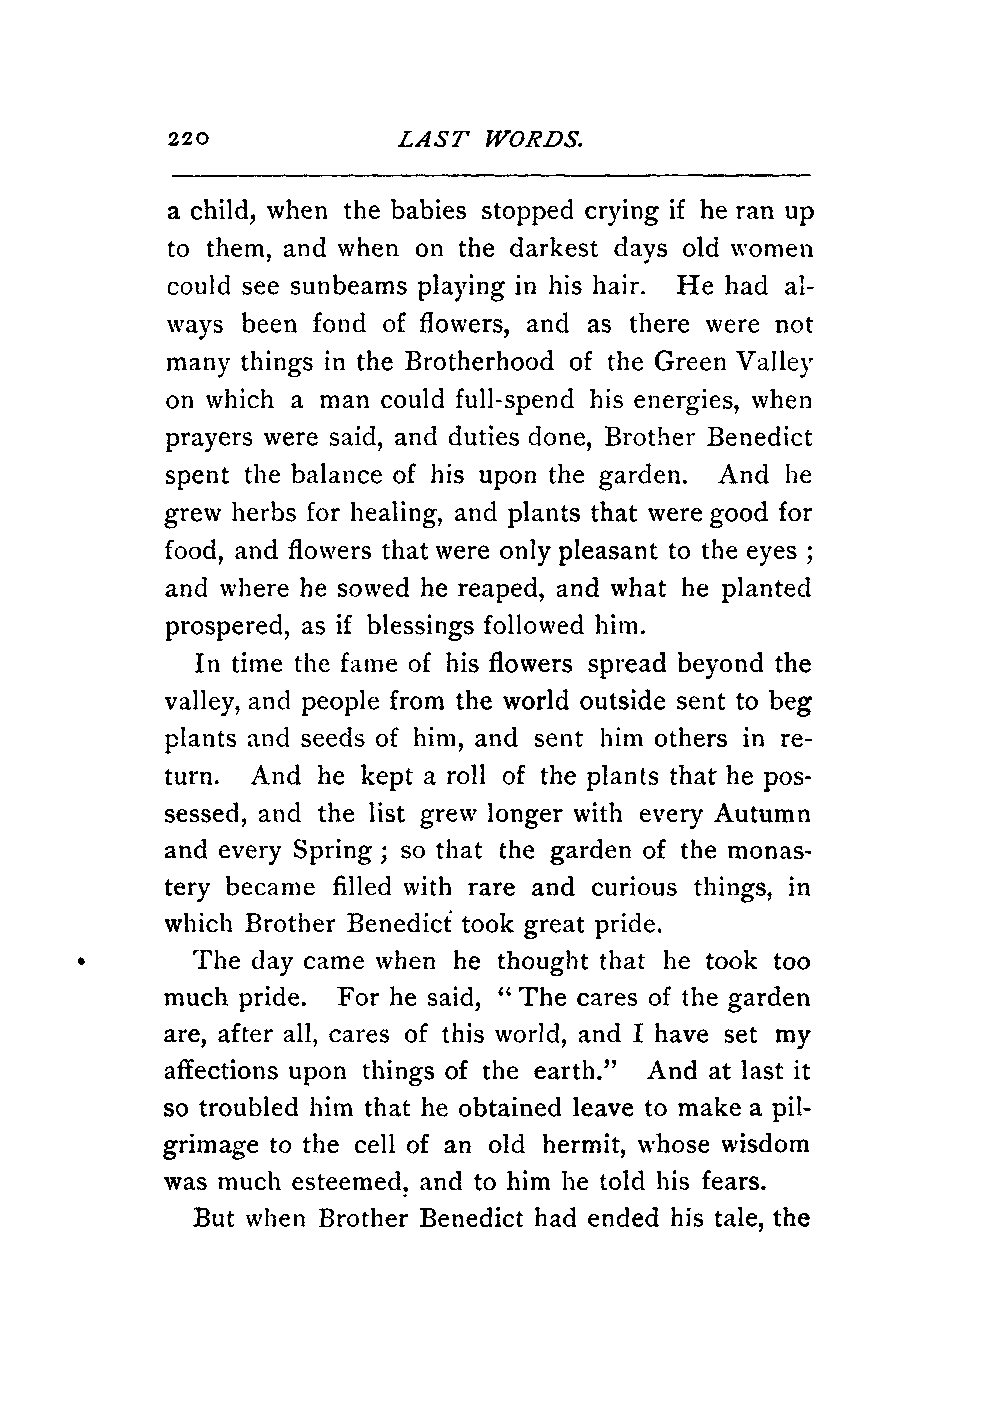 220 LAST WORDS.
a child, when the babies stopped crying if he ran up
to them, and when on the darkest days old women
could see sunbeams playing in his hair. He had al-
ways been fond of flowers, and as there were not
many things in the Brotherhood of the Green Valley
on which a man could full-spend his energies, when
prayers were said, and duties done, Brother Benedict
spent the balance of his upon the garden. And he
grew herbs for healing, and plants that were good for
food, and flowers that were only pleasant to the eyes ;
and where he sowed he reaped, and what he planted
prospered, as if blessings followed him.
In time the fame of his flowers spread beyond the
valley, and people from the world outside sent to beg
plants and seeds of him, and sent him others in re-
turn. And he kept a roll of the plants that he pos-
sessed, and the list grew longer with every Autumn
and every Spring ; so that the garden of the monas-
tery became filled with rare and curious things, in
which Brother Benedict took great pride.
The day came when he thought that he took too
much pride. For he said, “ The cares of the garden
are, after all, cares of this world, and I have set my
affections upon things of the earth.” And at last it
so troubled him that he obtained leave to make a pil-
grimage to the cell of an old hermit, whose wisdom
was much esteemed, and to him he told his fears.
But when Brother Benedict had ended his tale, the